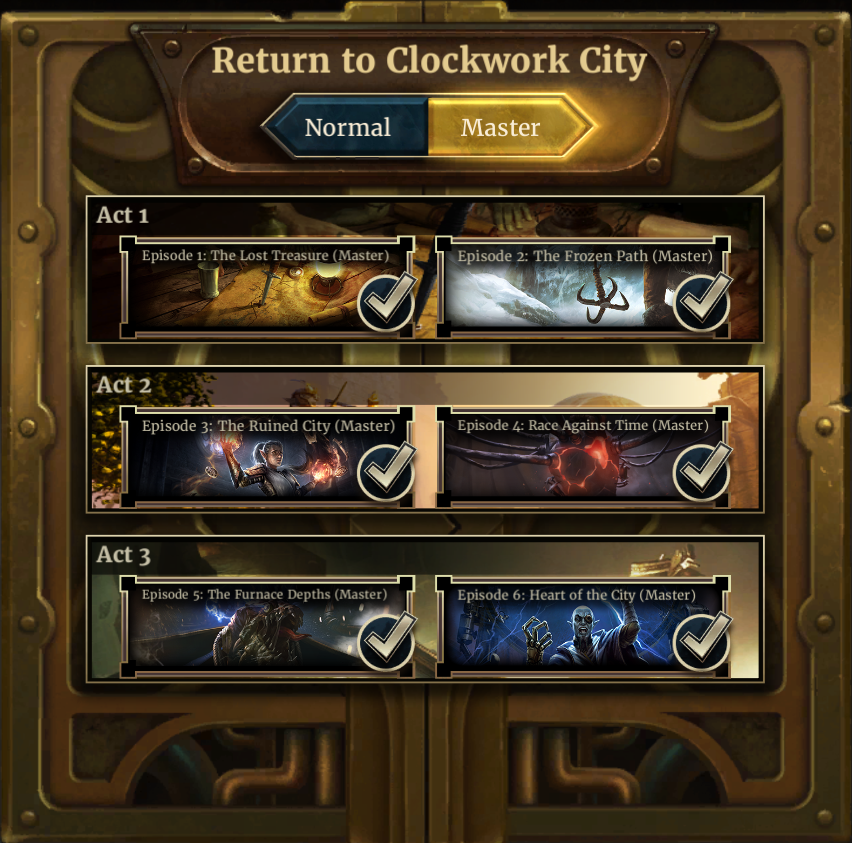 Return to Clockwork City
Normal
Master
Act 1
Episode 1: The Lost Treasure (Master)
Episode 2: The Frozen Path (Master)
Act 2
Episode 3: The Ruined City (Master)
Episode 4: Race Against Time (Master)
Act 3
Episode 5: The Furnace Depths (Master)
Episode 6: Heart of the City (Master)